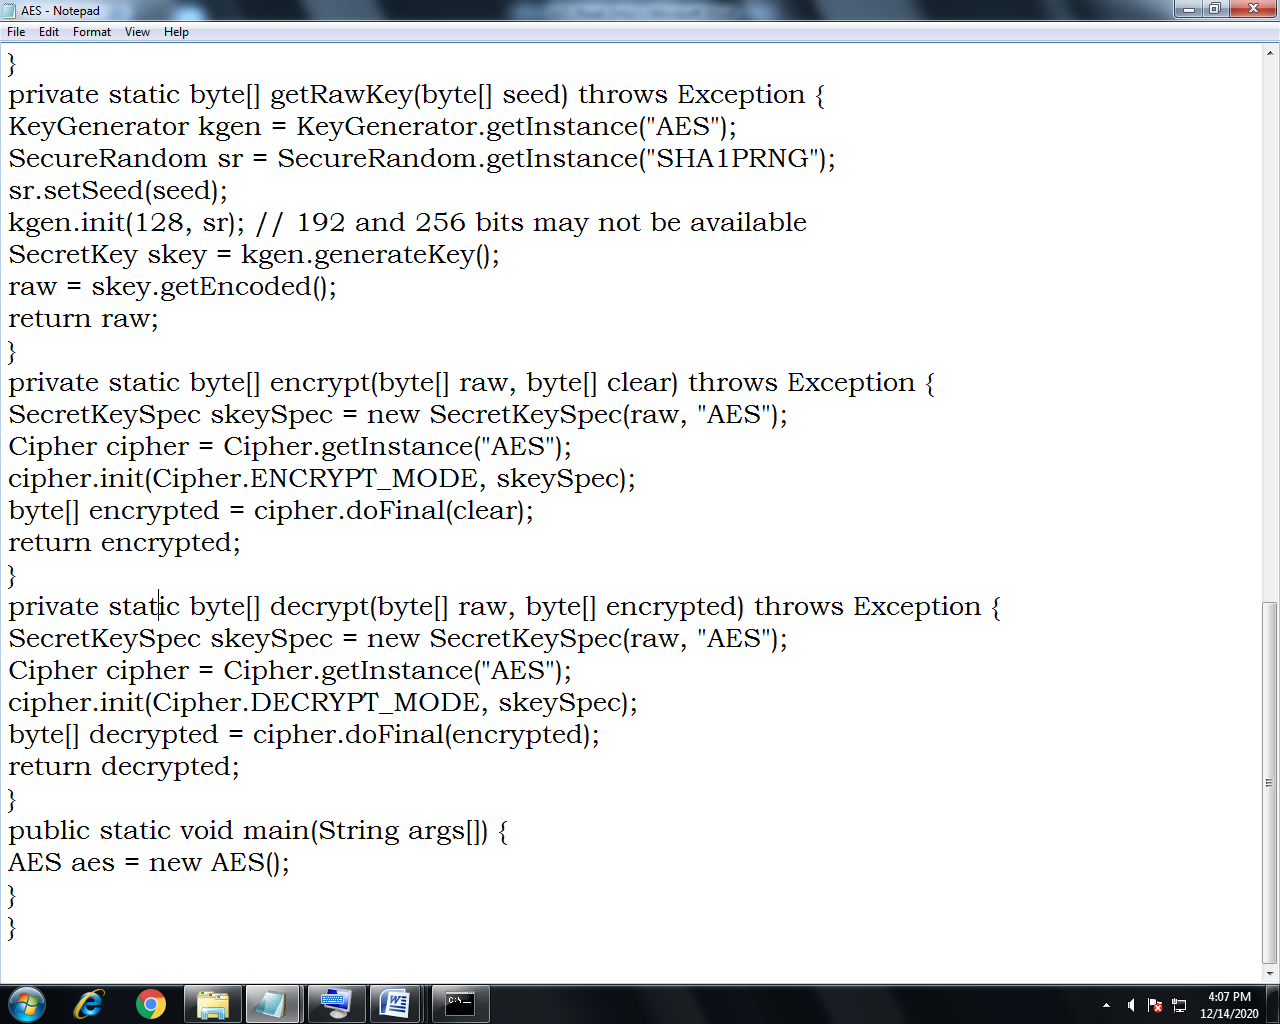 AES - Notepad
File Edit Format View Help
}
private static byte[] getRawKey(byte[] seed) throws Exception {
KeyGenerator kgen = KeyGenerator.getInstance("AES");
SecureRandom sr = SecureRandom.getInstance("SHA1PRNG");
sr.setSeed(seed);
kgen.init(128, sr); // 192 and 256 bits may not be available
SecretKey skey = kgen.generateKey();
raw = skey.getEncoded();
return raw;
}
private static byte[] encrypt(byte[] raw, byte[] clear) throws Exception {
SecretKeySpec skeySpec = new SecretKeySpec(raw, "AES");
Cipher cipher = Cipher.getInstance("AES");
cipher.init(Cipher.ENCRYPT_MODE, skeySpec);
byte[] encrypted = cipher.doFinal(clear);
return encrypted;
}
private static byte[] decrypt(byte[] raw, byte[] encrypted) throws Exception {
SecretKeySpec skeySpec = new SecretKeySpec(raw, "AES");
Cipher cipher = Cipher.getInstance("AES");
cipher.init(Cipher.DECRYPT_MODE, skeySpec);
byte[] decrypted = cipher.doFinal(encrypted);
return decrypted;
}
public static void main(String args[]) {
AES aes = new AES();
}
}
4:07 PM
12/14/2020